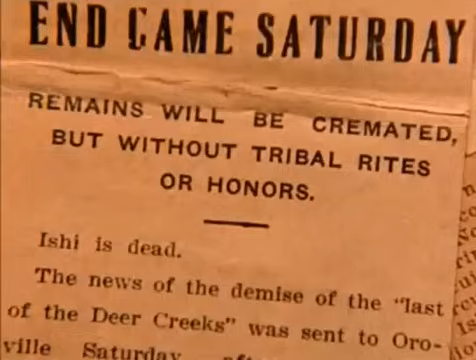 END CAME SATURDAY
REMAINS WILL BE CREMATED,
BUT WITHOUT TRIBAL RITES
OR HONORS.
Ishi is dead.
The news of the demise of the "last
of the Deer Creeks" was sent to Oro-
ville Saturday